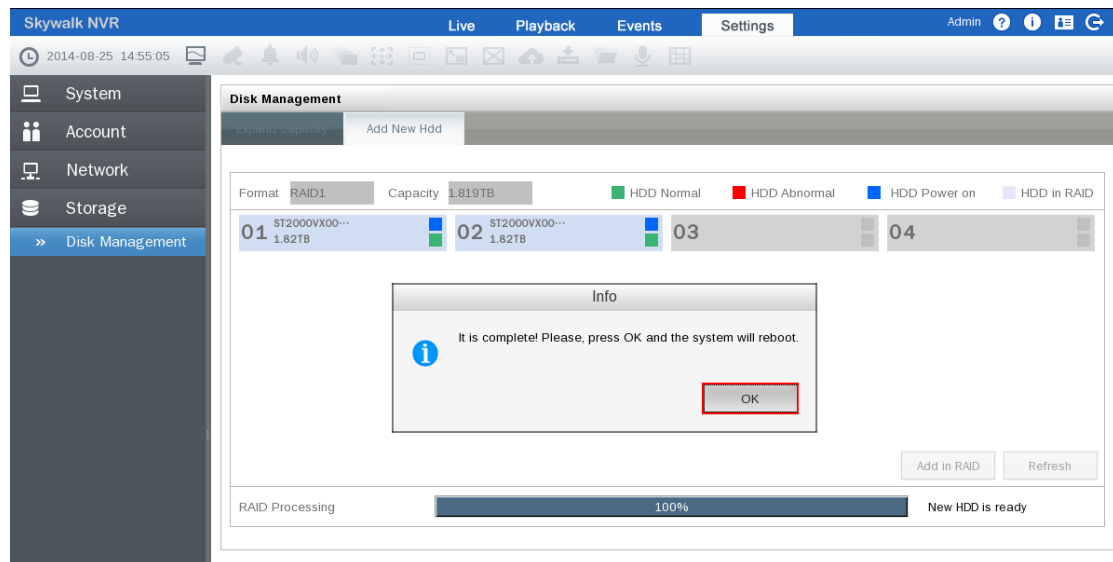 Skywalk NVR Live Playback Events Settings Admin
2014-08-25 14:55:05
System
Account
Network
Storage
» Disk Management
Disk Management
Expand Capacity Add New Hdd
Format RAID1 Capacity 1.819TB HDD Normal HDD Abnormal HDD Power on HDD in RAID
01 ST2000VX00··· 1.82TB
02 ST2000VX00··· 1.82TB
03
04
Info
It is complete! Please, press OK and the system will reboot.
OK
Add in RAID Refresh
RAID Processing 100% New HDD is ready